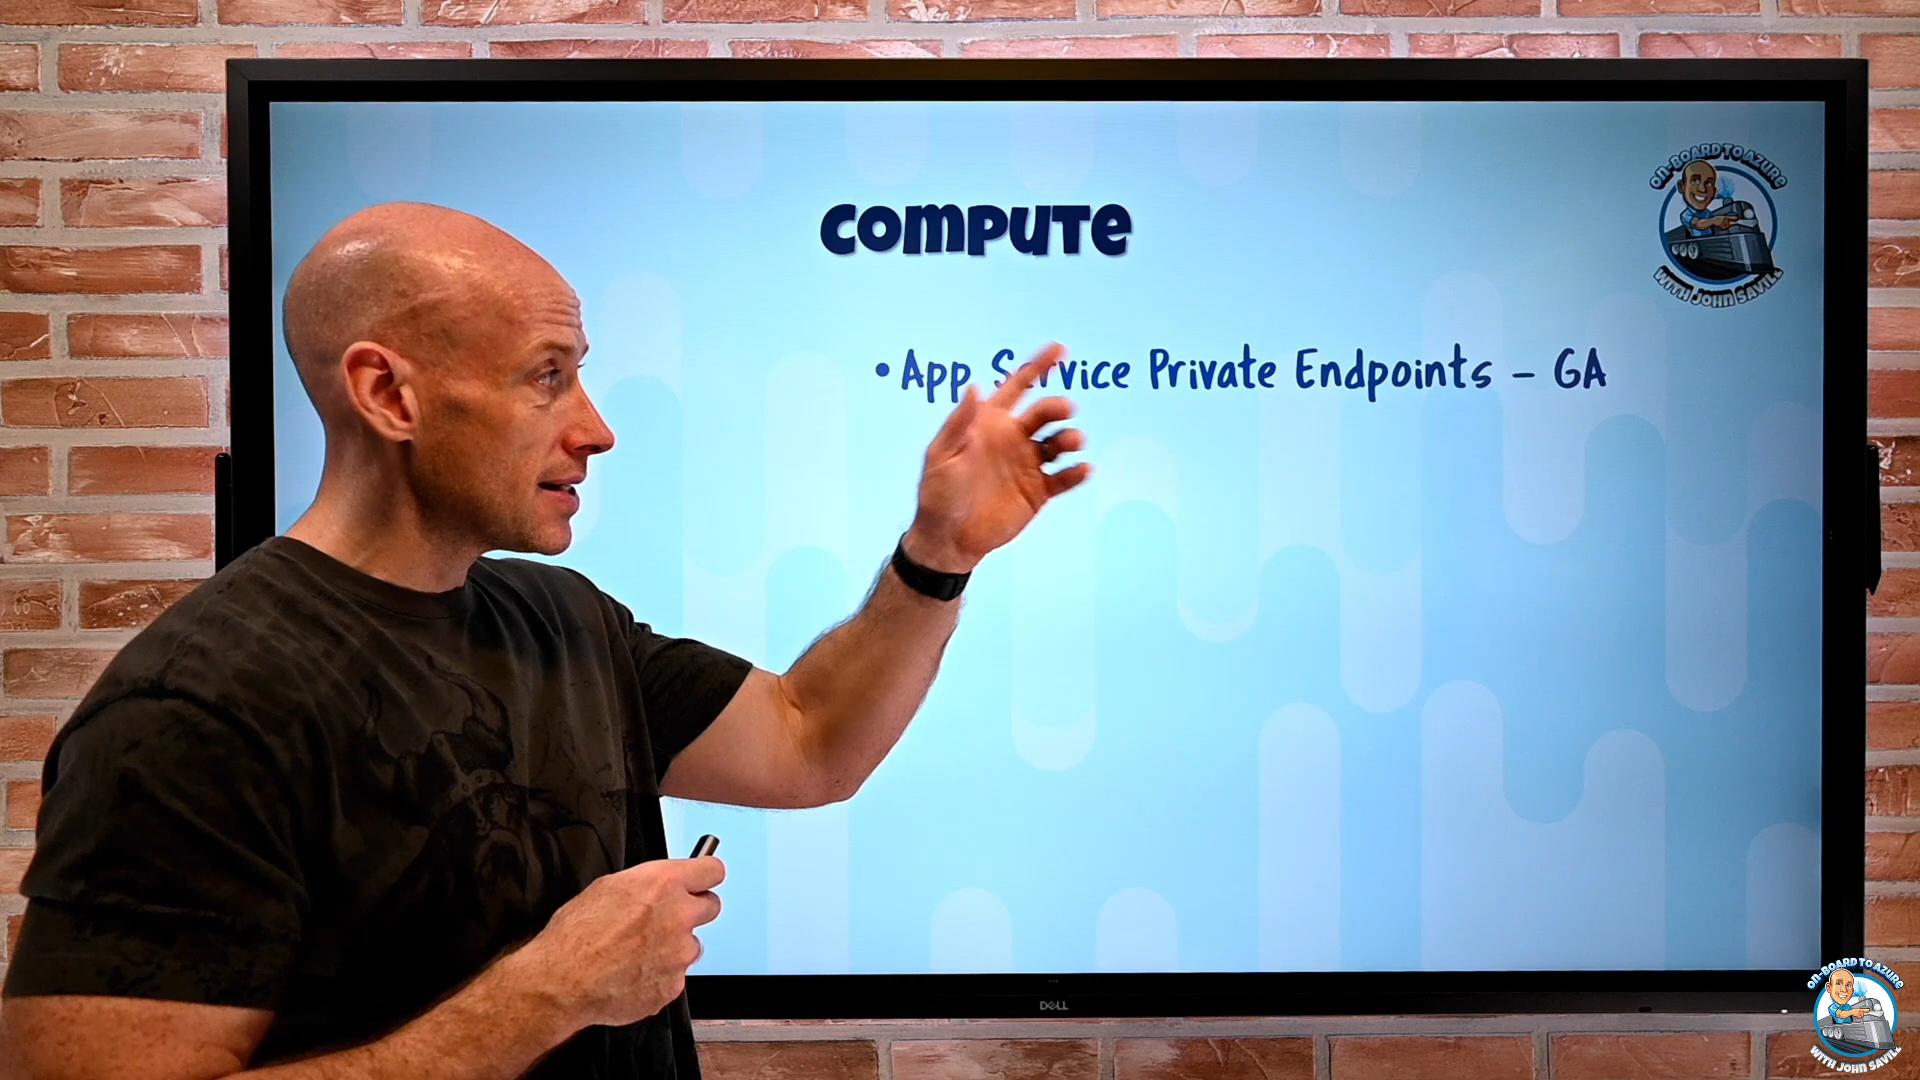 COMPUTE
ON-BOARD TO AZURE
WITH JOHN SAVILL
• App Service Private Endpoints – GA
DELL
ON-BOARD TO AZURE
WITH JOHN SAVILL